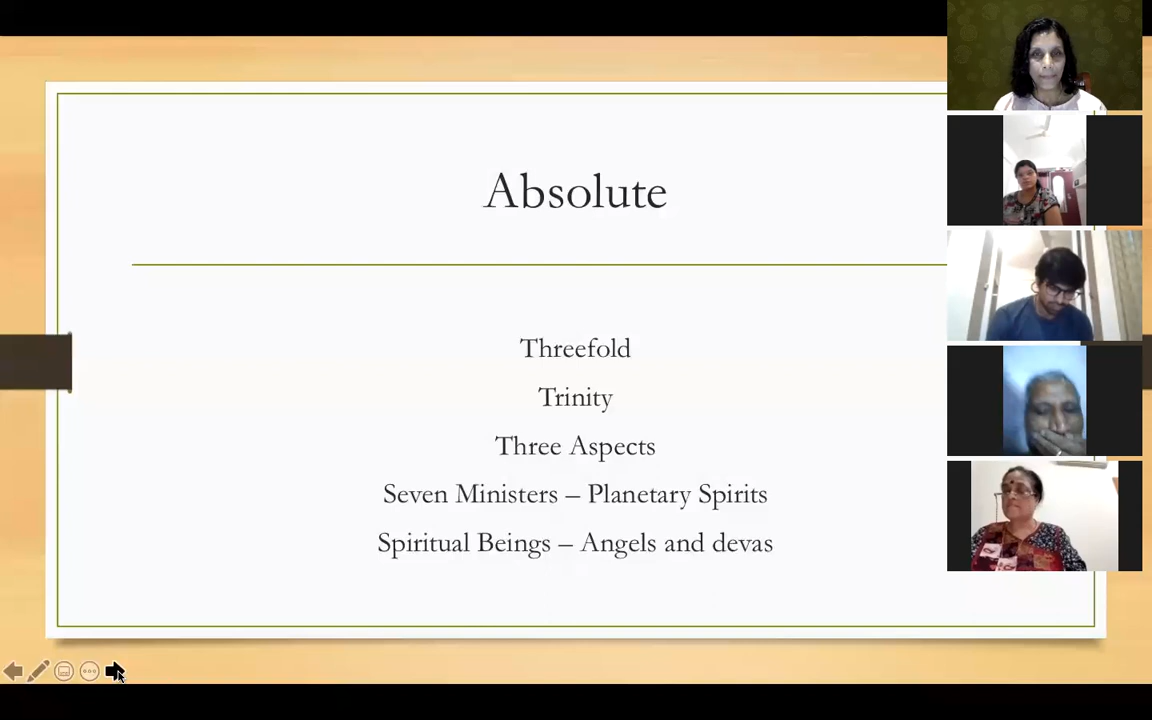 Absolute
Threefold
Trinity
Three Aspects
Seven Ministers – Planetary Spirits
Spiritual Beings – Angels and devas